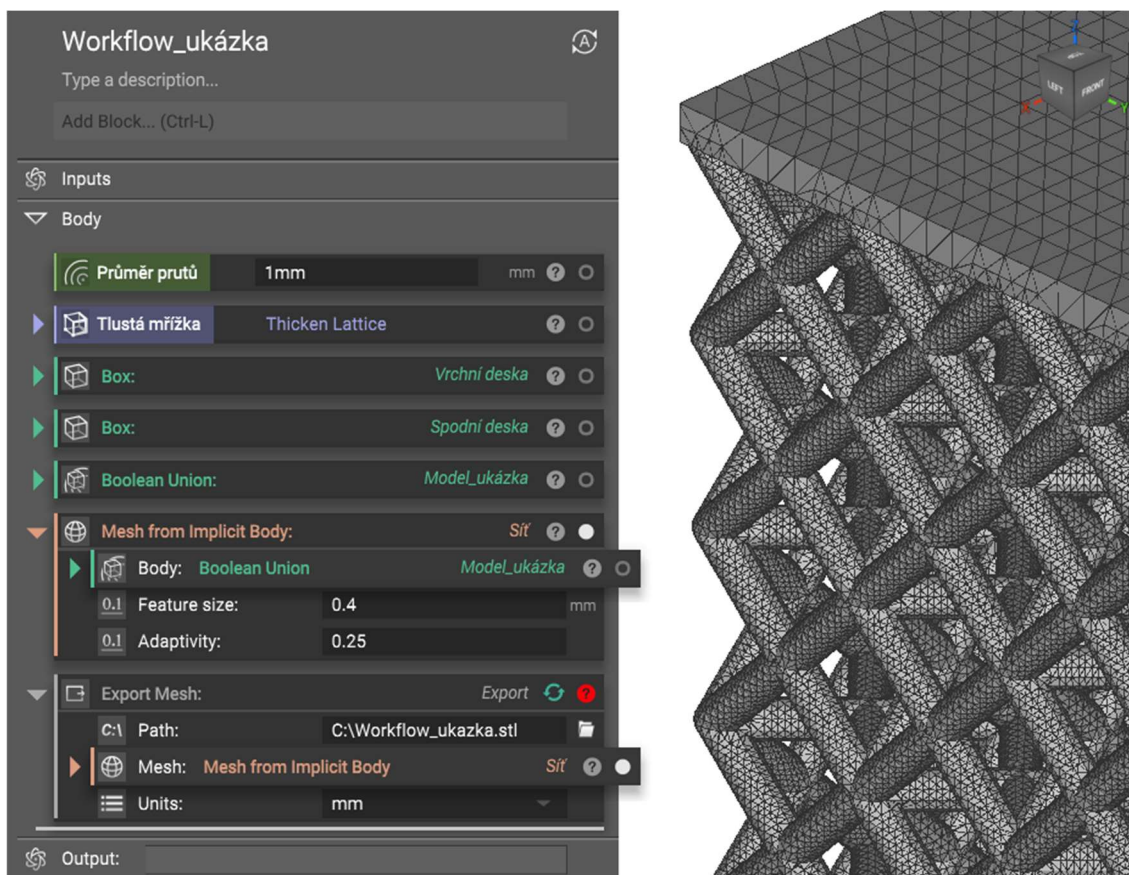 Workflow_ukázka
Type a description...
Add Block... (Ctrl-L)
Inputs
Body
Průměr prutů 1mm mm
Tlustá mřížka Thicken Lattice
Box: Vrchní deska
Box: Spodní deska
Boolean Union: Model_ukázka
Mesh from Implicit Body: Síť
Body: Boolean Union Model_ukázka
0.1 Feature size: 0.4 mm
0.1 Adaptivity: 0.25
Export Mesh: Export
C:\ Path: C:\Workflow_ukazka.stl
Mesh: Mesh from Implicit Body Síť
Units: mm
Output:
Z
LEFT FRONT
X Y